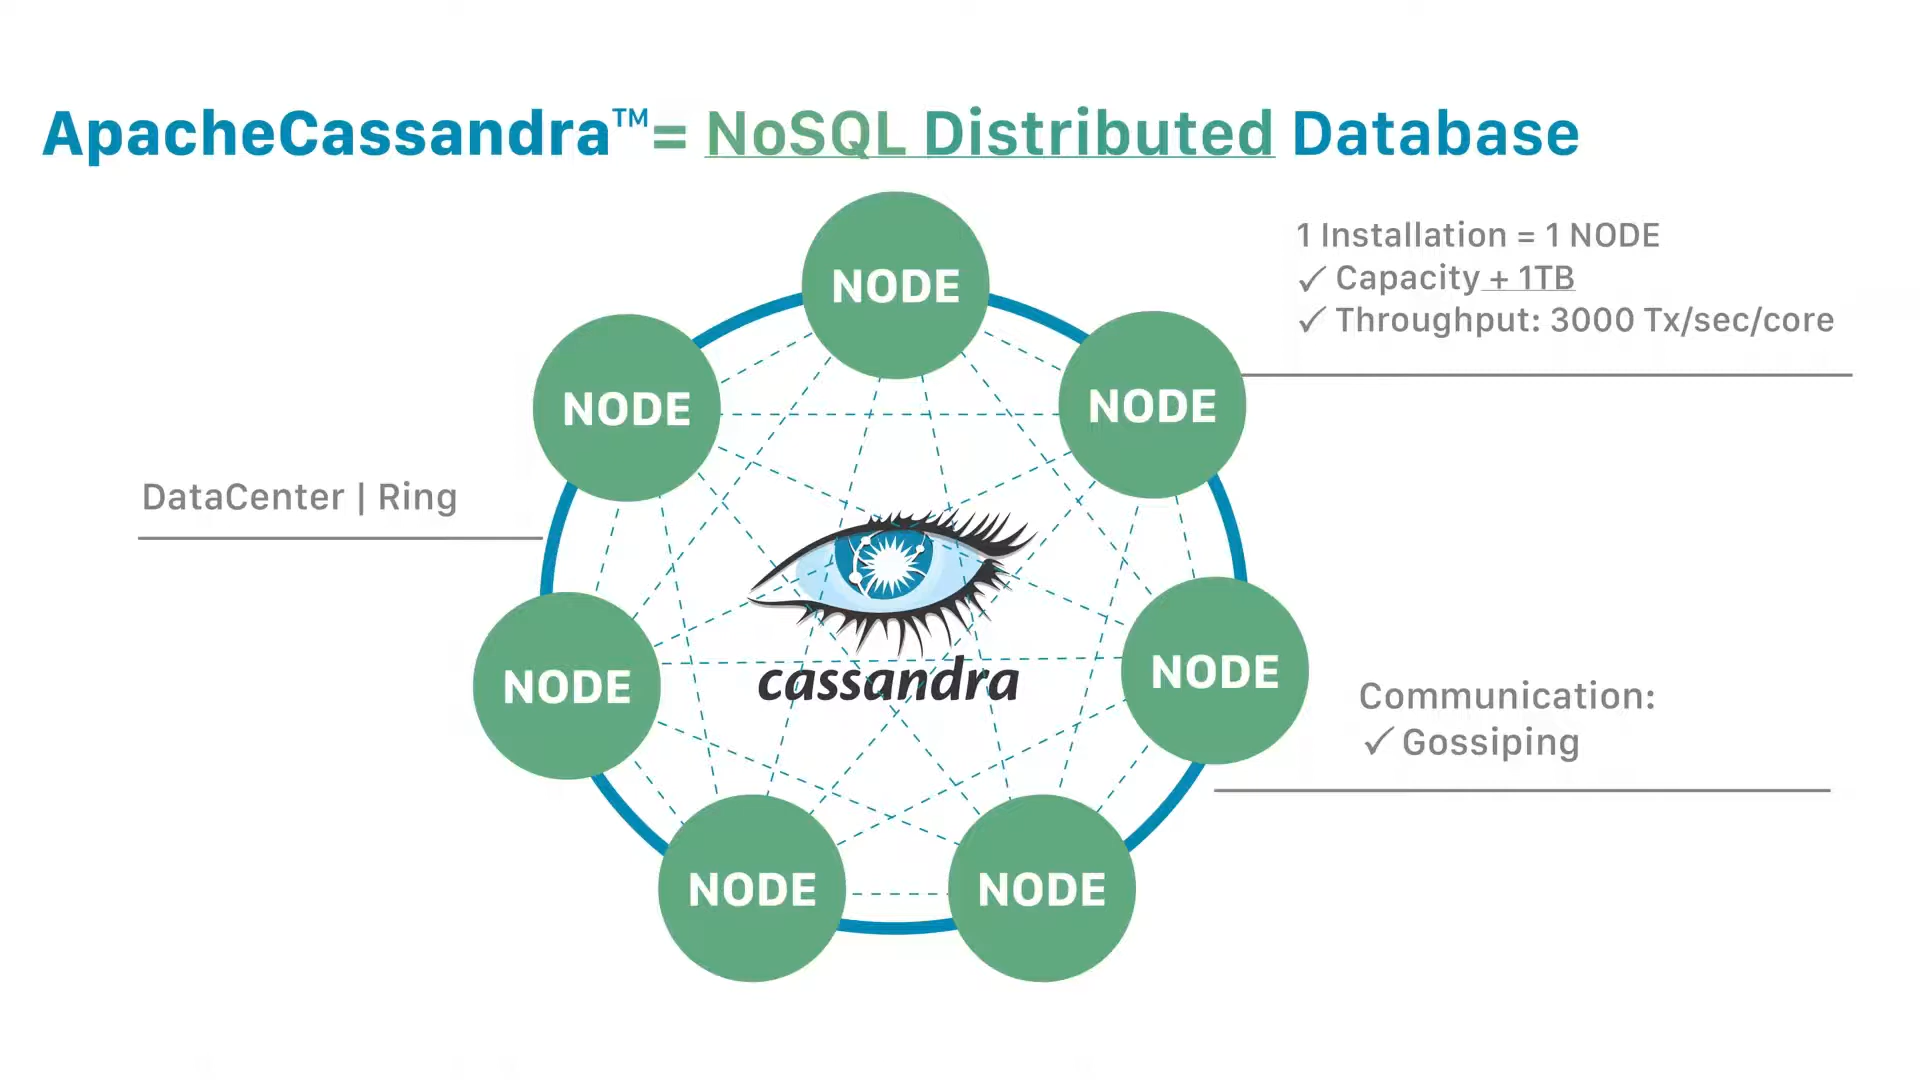 ApacheCassandra™= NoSQL Distributed Database
1 Installation = 1 NODE
✓ Capacity + 1TB
✓ Throughput: 3000 Tx/sec/core
NODE
NODE
NODE
DataCenter | Ring
NODE
NODE
cassandra
Communication:
✓ Gossiping
NODE
NODE